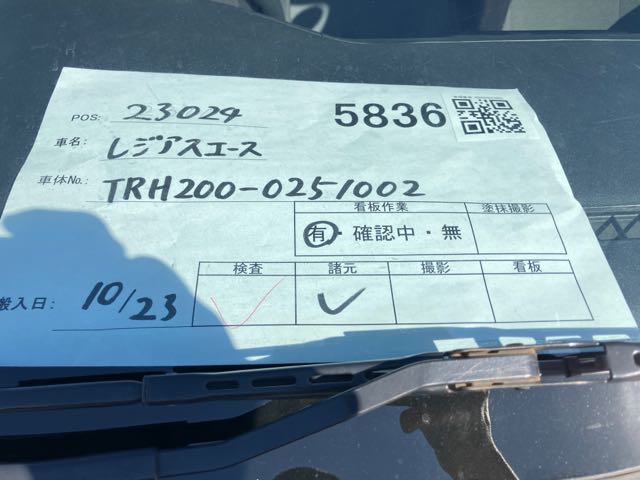 POS: 23024
5836
車名: レジアスエース
車体No.: TRH200-0251002
看板作業 塗抹撮影
有・確認中・無
検査 諸元 撮影 看板
搬入日: 10/23